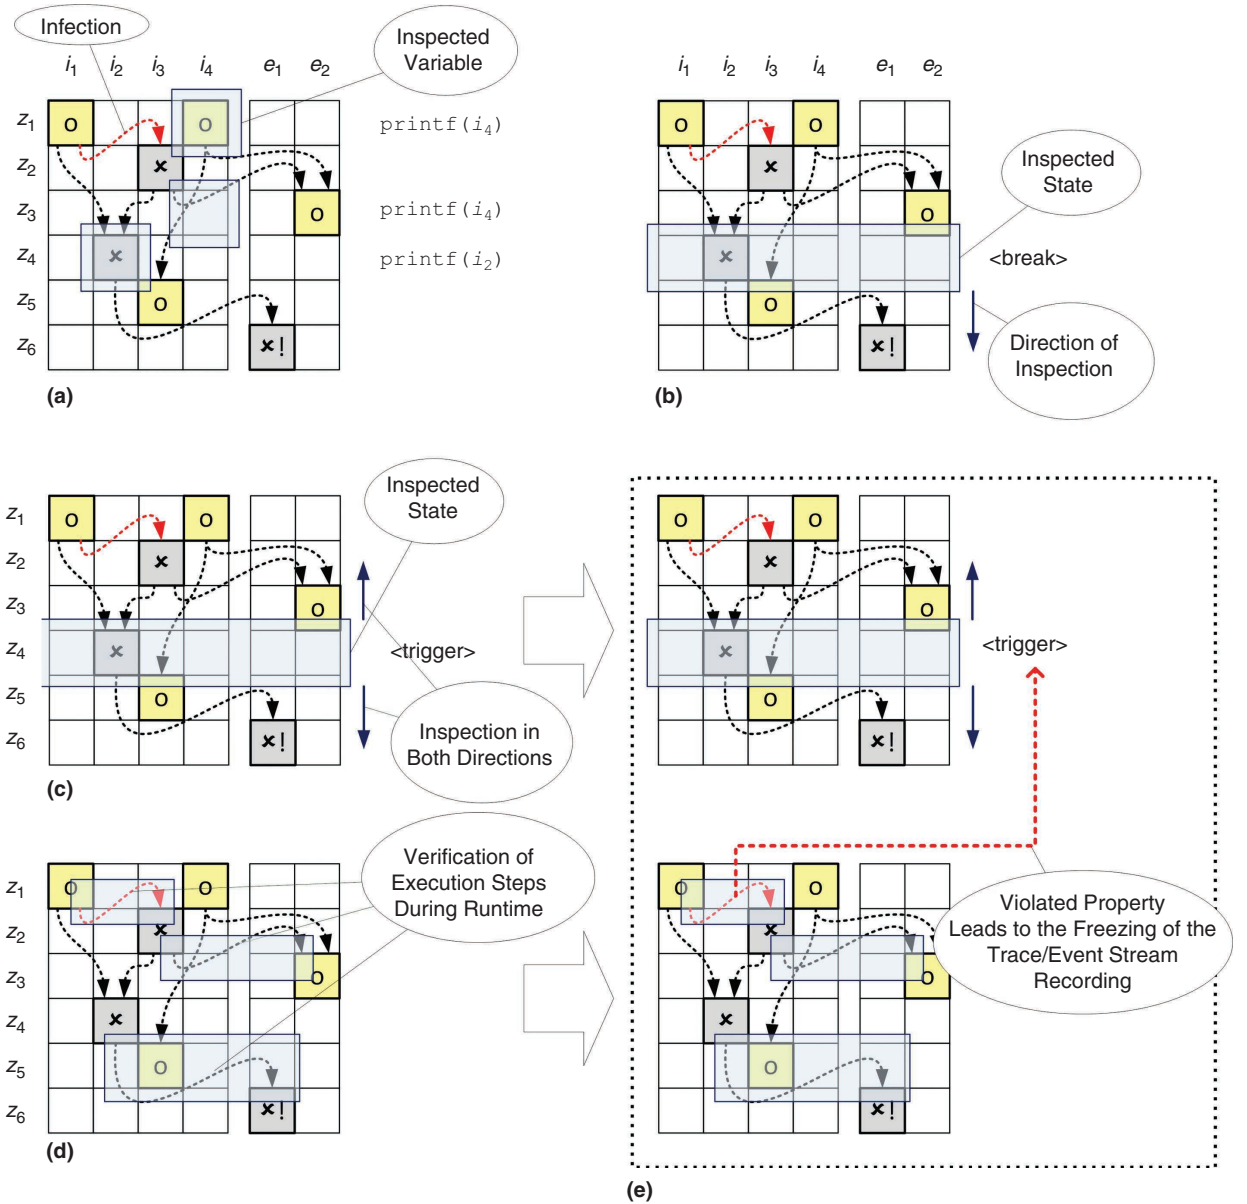 Infection
Inspected
Variable
i1 i2 i3 i4 e1 e2
z1 o o printf(i4)
z2 ×
z3 o printf(i4)
z4 × printf(i2)
z5 o
z6 ×!
(a)
i1 i2 i3 i4 e1 e2
o o
×
Inspected
State
o
×
<break>
o
×!
Direction of
Inspection
(b)
Inspected
State
z1 o o
z2 ×
z3 o
z4 × <trigger>
z5 o
z6 ×!
Inspection in
Both Directions
(c)
o o
×
o
× <trigger>
o
×!
Verification of
Execution Steps
During Runtime
z1 o o
z2 ×
z3 o
z4 ×
z5 o
z6 ×!
(d)
o o
×
o
×
o
×!
Violated Property
Leads to the Freezing of the
Trace/Event Stream
Recording
(e)